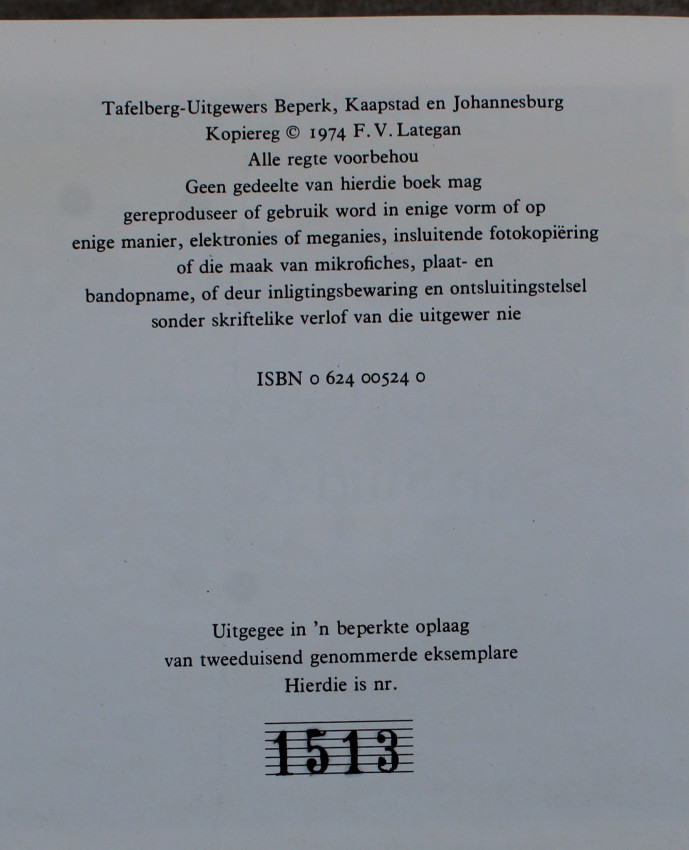 Tafelberg-Uitgewers Beperk, Kaapstad en Johannesburg
Kopiereg © 1974 F. V. Lategan
Alle regte voorbehou
Geen gedeelte van hierdie boek mag
gereproduseer of gebruik word in enige vorm of op
enige manier, elektronies of meganies, insluitende fotokopiëring
of die maak van mikrofiches, plaat- en
bandopname, of deur inligtingsbewaring en ontsluitingstelsel
sonder skriftelike verlof van die uitgewer nie
ISBN 0 624 00524 0
Uitgegee in ’n beperkte oplaag
van tweeduisend genommerde eksemplare
Hierdie is nr.
1513